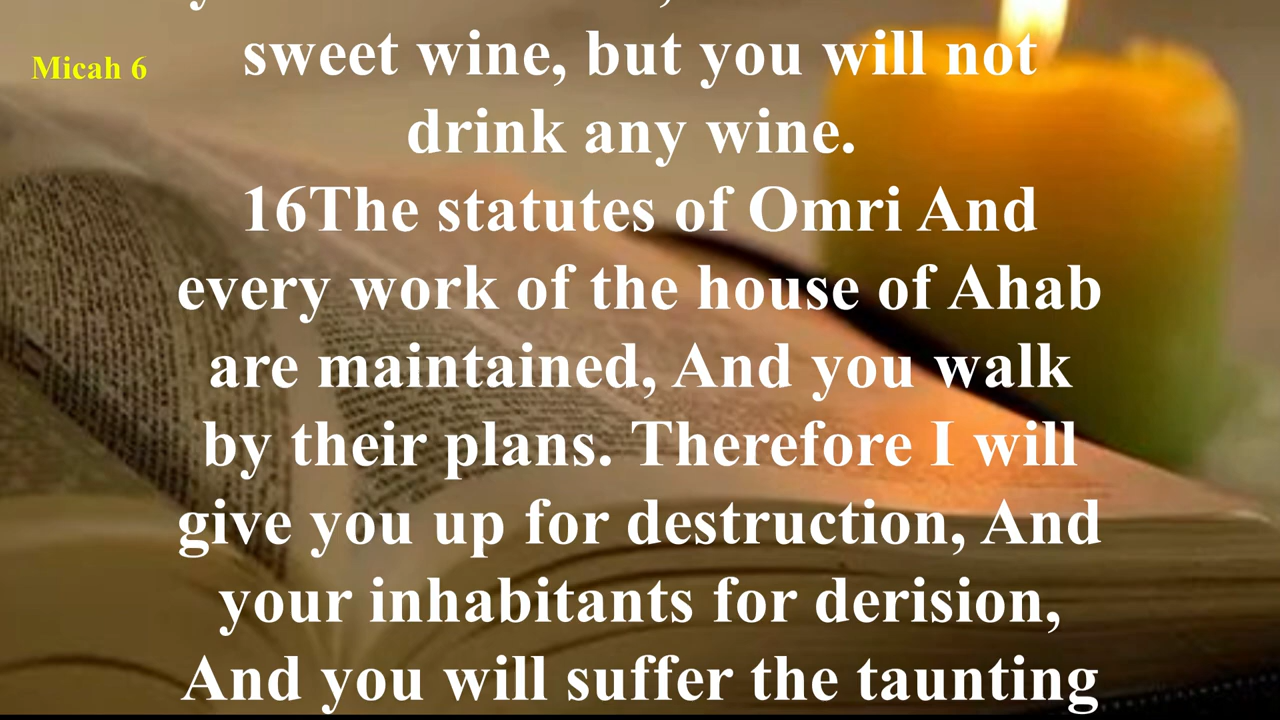 Micah 6
sweet wine, but you will not
drink any wine.
16The statutes of Omri And
every work of the house of Ahab
are maintained, And you walk
by their plans. Therefore I will
give you up for destruction, And
your inhabitants for derision,
And you will suffer the taunting